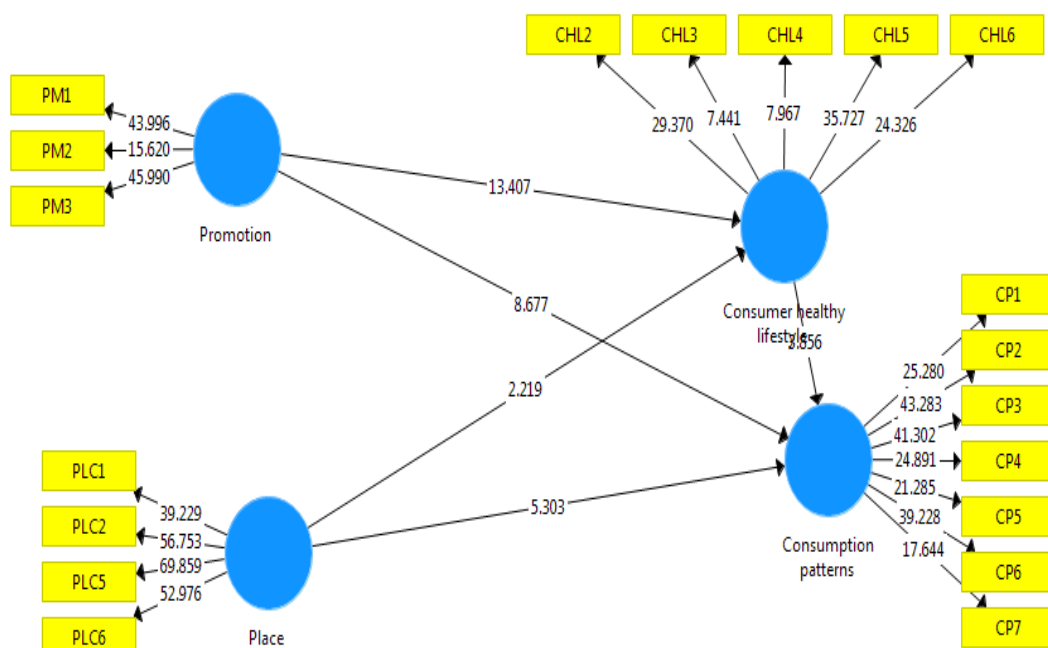 CHL2
CHL3
CHL4
CHL5
CHL6
PM1
PM2
PM3
43.996
15.620
45.990
Promotion
29.370
7.441
7.967
35.727
24.326
13.407
8.677
2.219
5.303
Consumer healthy
lifestyle
3.856
CP1
CP2
CP3
CP4
CP5
CP6
CP7
25.280
43.283
41.302
24.891
21.285
39.228
17.644
Consumption
patterns
PLC1
PLC2
PLC5
PLC6
39.229
56.753
69.859
52.976
Place